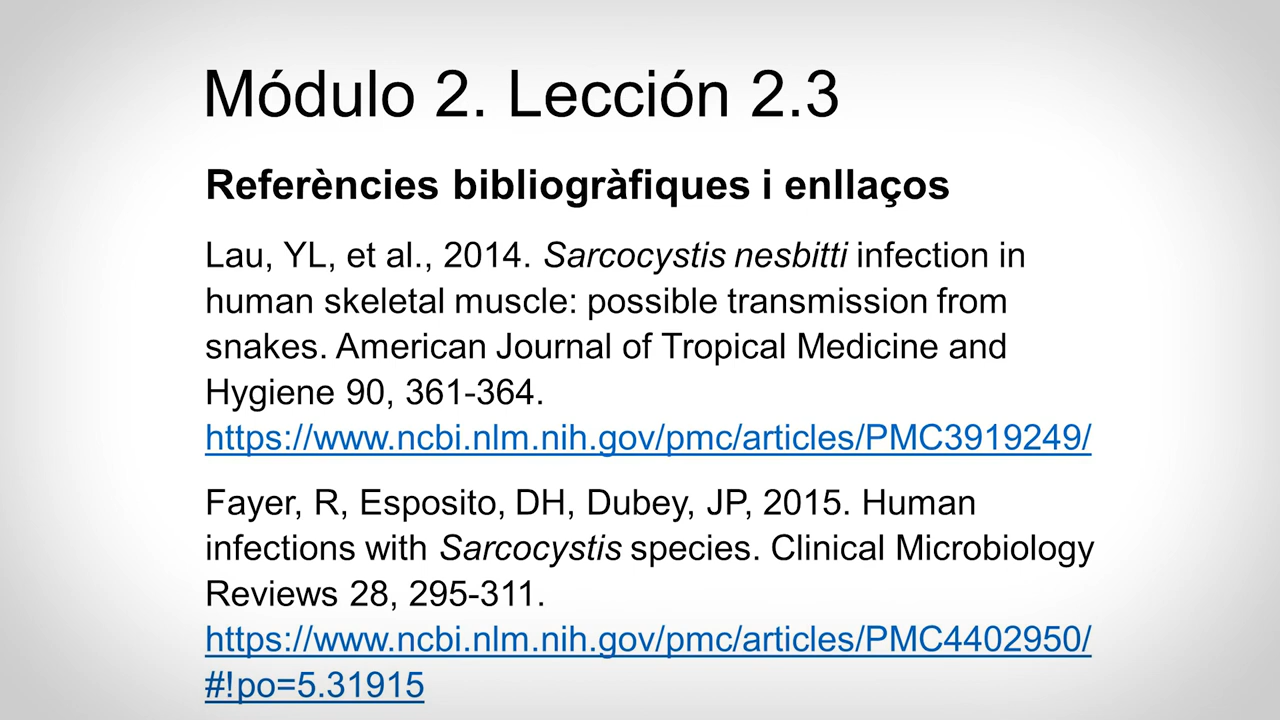 Módulo 2. Lección 2.3
Referències bibliogràfiques i enllaços
Lau, YL, et al., 2014. Sarcocystis nesbitti infection in
human skeletal muscle: possible transmission from
snakes. American Journal of Tropical Medicine and
Hygiene 90, 361-364.
https://www.ncbi.nlm.nih.gov/pmc/articles/PMC3919249/
Fayer, R, Esposito, DH, Dubey, JP, 2015. Human
infections with Sarcocystis species. Clinical Microbiology
Reviews 28, 295-311.
https://www.ncbi.nlm.nih.gov/pmc/articles/PMC4402950/
#!po=5.31915